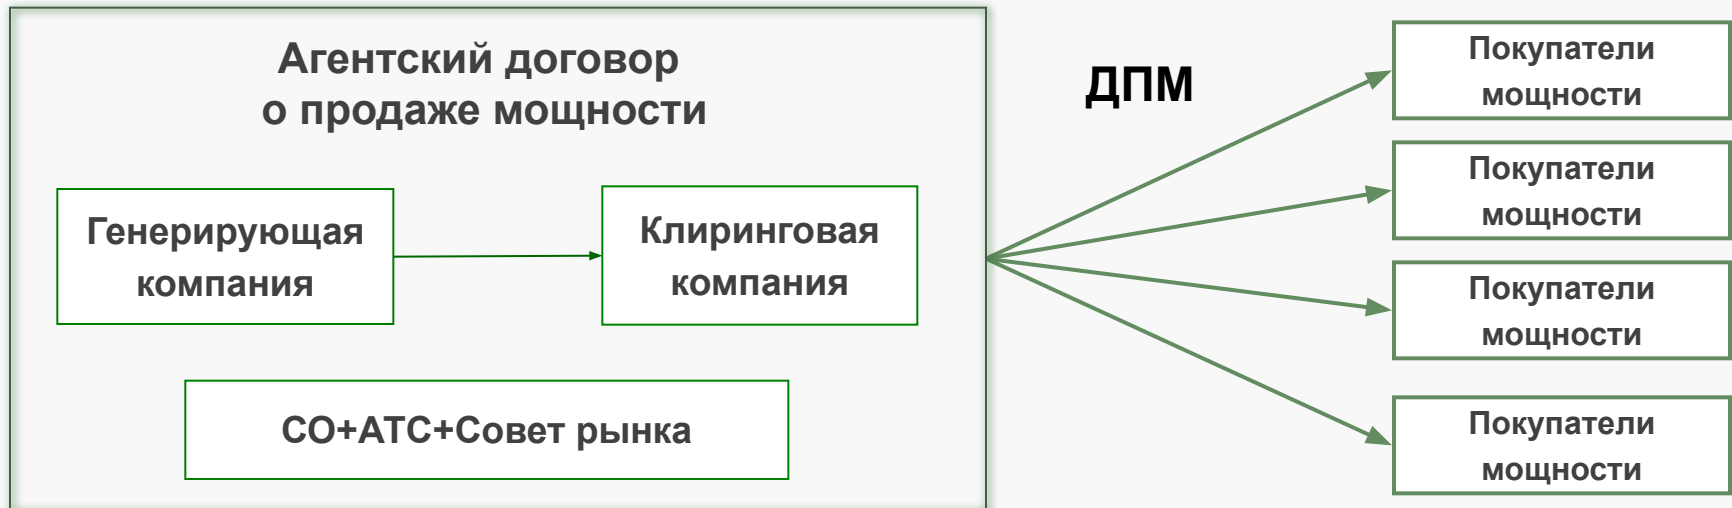 Агентский договор
о продаже мощности
Генерирующая
компания
Клиринговая
компания
СО+АТС+Совет рынка
ДПМ
Покупатели
мощности
Покупатели
мощности
Покупатели
мощности
Покупатели
мощности